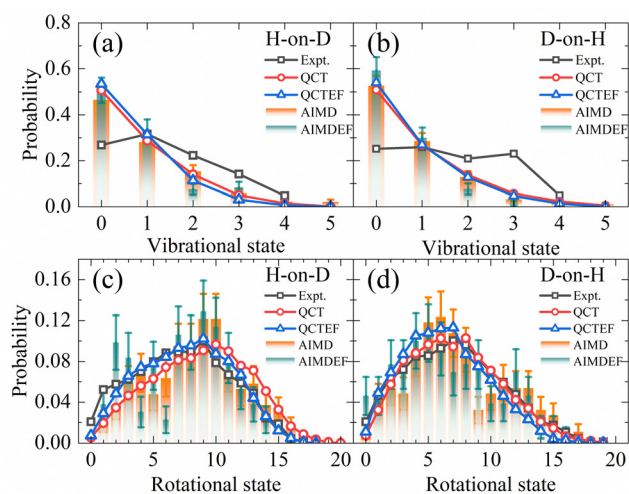 (a) H-on-D
Expt.
QCT
QCTEF
AIMD
AIMDEF
(b) D-on-H
Expt.
QCT
QCTEF
AIMD
AIMDEF
Probability
0.8
0.6
0.4
0.2
0.0
0 1 2 3 4 5
0 1 2 3 4 5
Vibrational state
Vibrational state
(c) H-on-D
Expt.
QCT
QCTEF
AIMD
AIMDEF
(d) D-on-H
Expt.
QCT
QCTEF
AIMD
AIMDEF
Probability
0.16
0.12
0.08
0.04
0.00
0 5 10 15 20
0 5 10 15 20
Rotational state
Rotational state